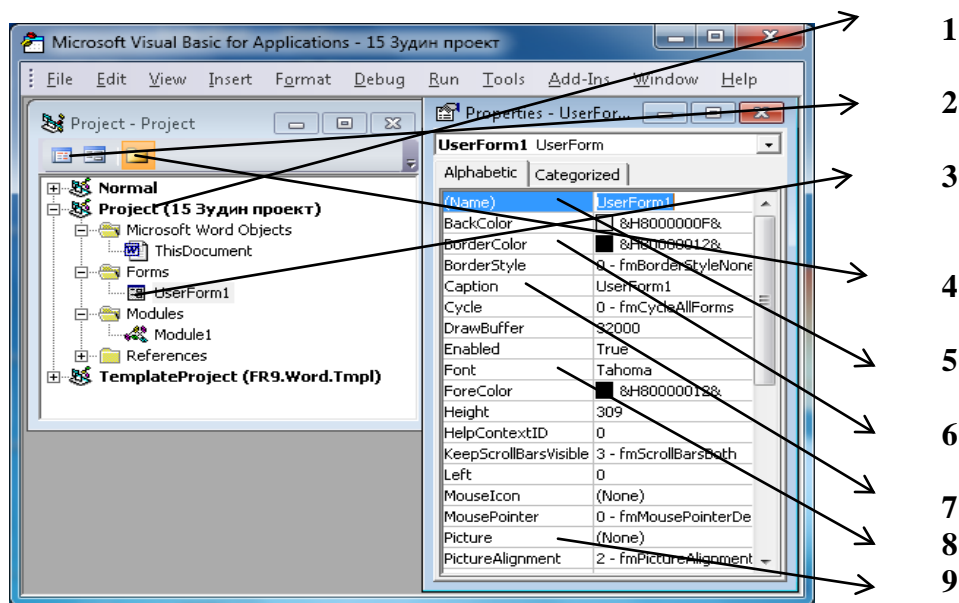 Microsoft Visual Basic for Applications - 15 Зудин проект
File Edit View Insert Format Debug Run Tools Add-Ins Window Help
Project - Project
Normal
Project (15 Зудин проект)
Microsoft Word Objects
ThisDocument
Forms
UserForm1
Modules
Module1
References
TemplateProject (FR9.Word.Tmpl)
Properties - UserFor...
UserForm1 UserForm
Alphabetic Categorized
(Name) UserForm1
BackColor &H8000000F&
BorderColor &H80000012&
BorderStyle 0 - fmBorderStyleNone
Caption UserForm1
Cycle 0 - fmCycleAllForms
DrawBuffer 32000
Enabled True
Font Tahoma
ForeColor &H80000012&
Height 309
HelpContextID 0
KeepScrollBarsVisible 3 - fmScrollBarsBoth
Left 0
MouseIcon (None)
MousePointer 0 - fmMousePointerDe
Picture (None)
PictureAlignment 2 - fmPictureAlignment
1
2
3
4
5
6
7
8
9